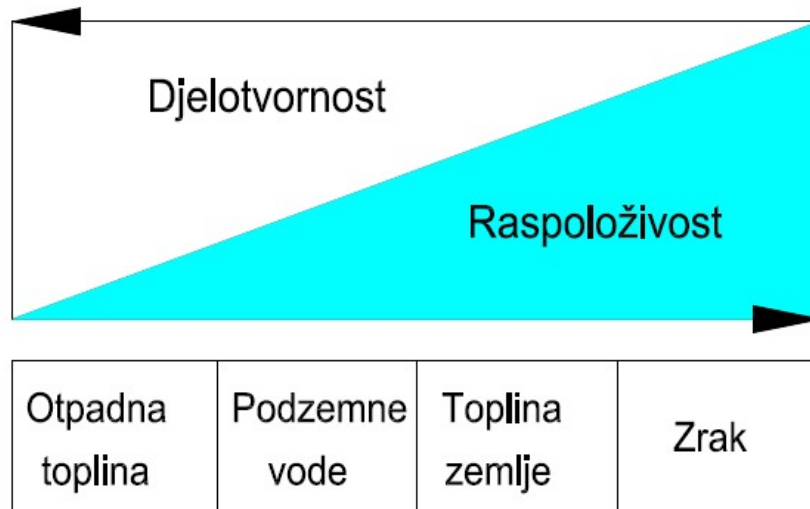 Djelotvornost
Raspoloživost
Otpadna
toplina
Podzemne
vode
Toplina
zemlje
Zrak